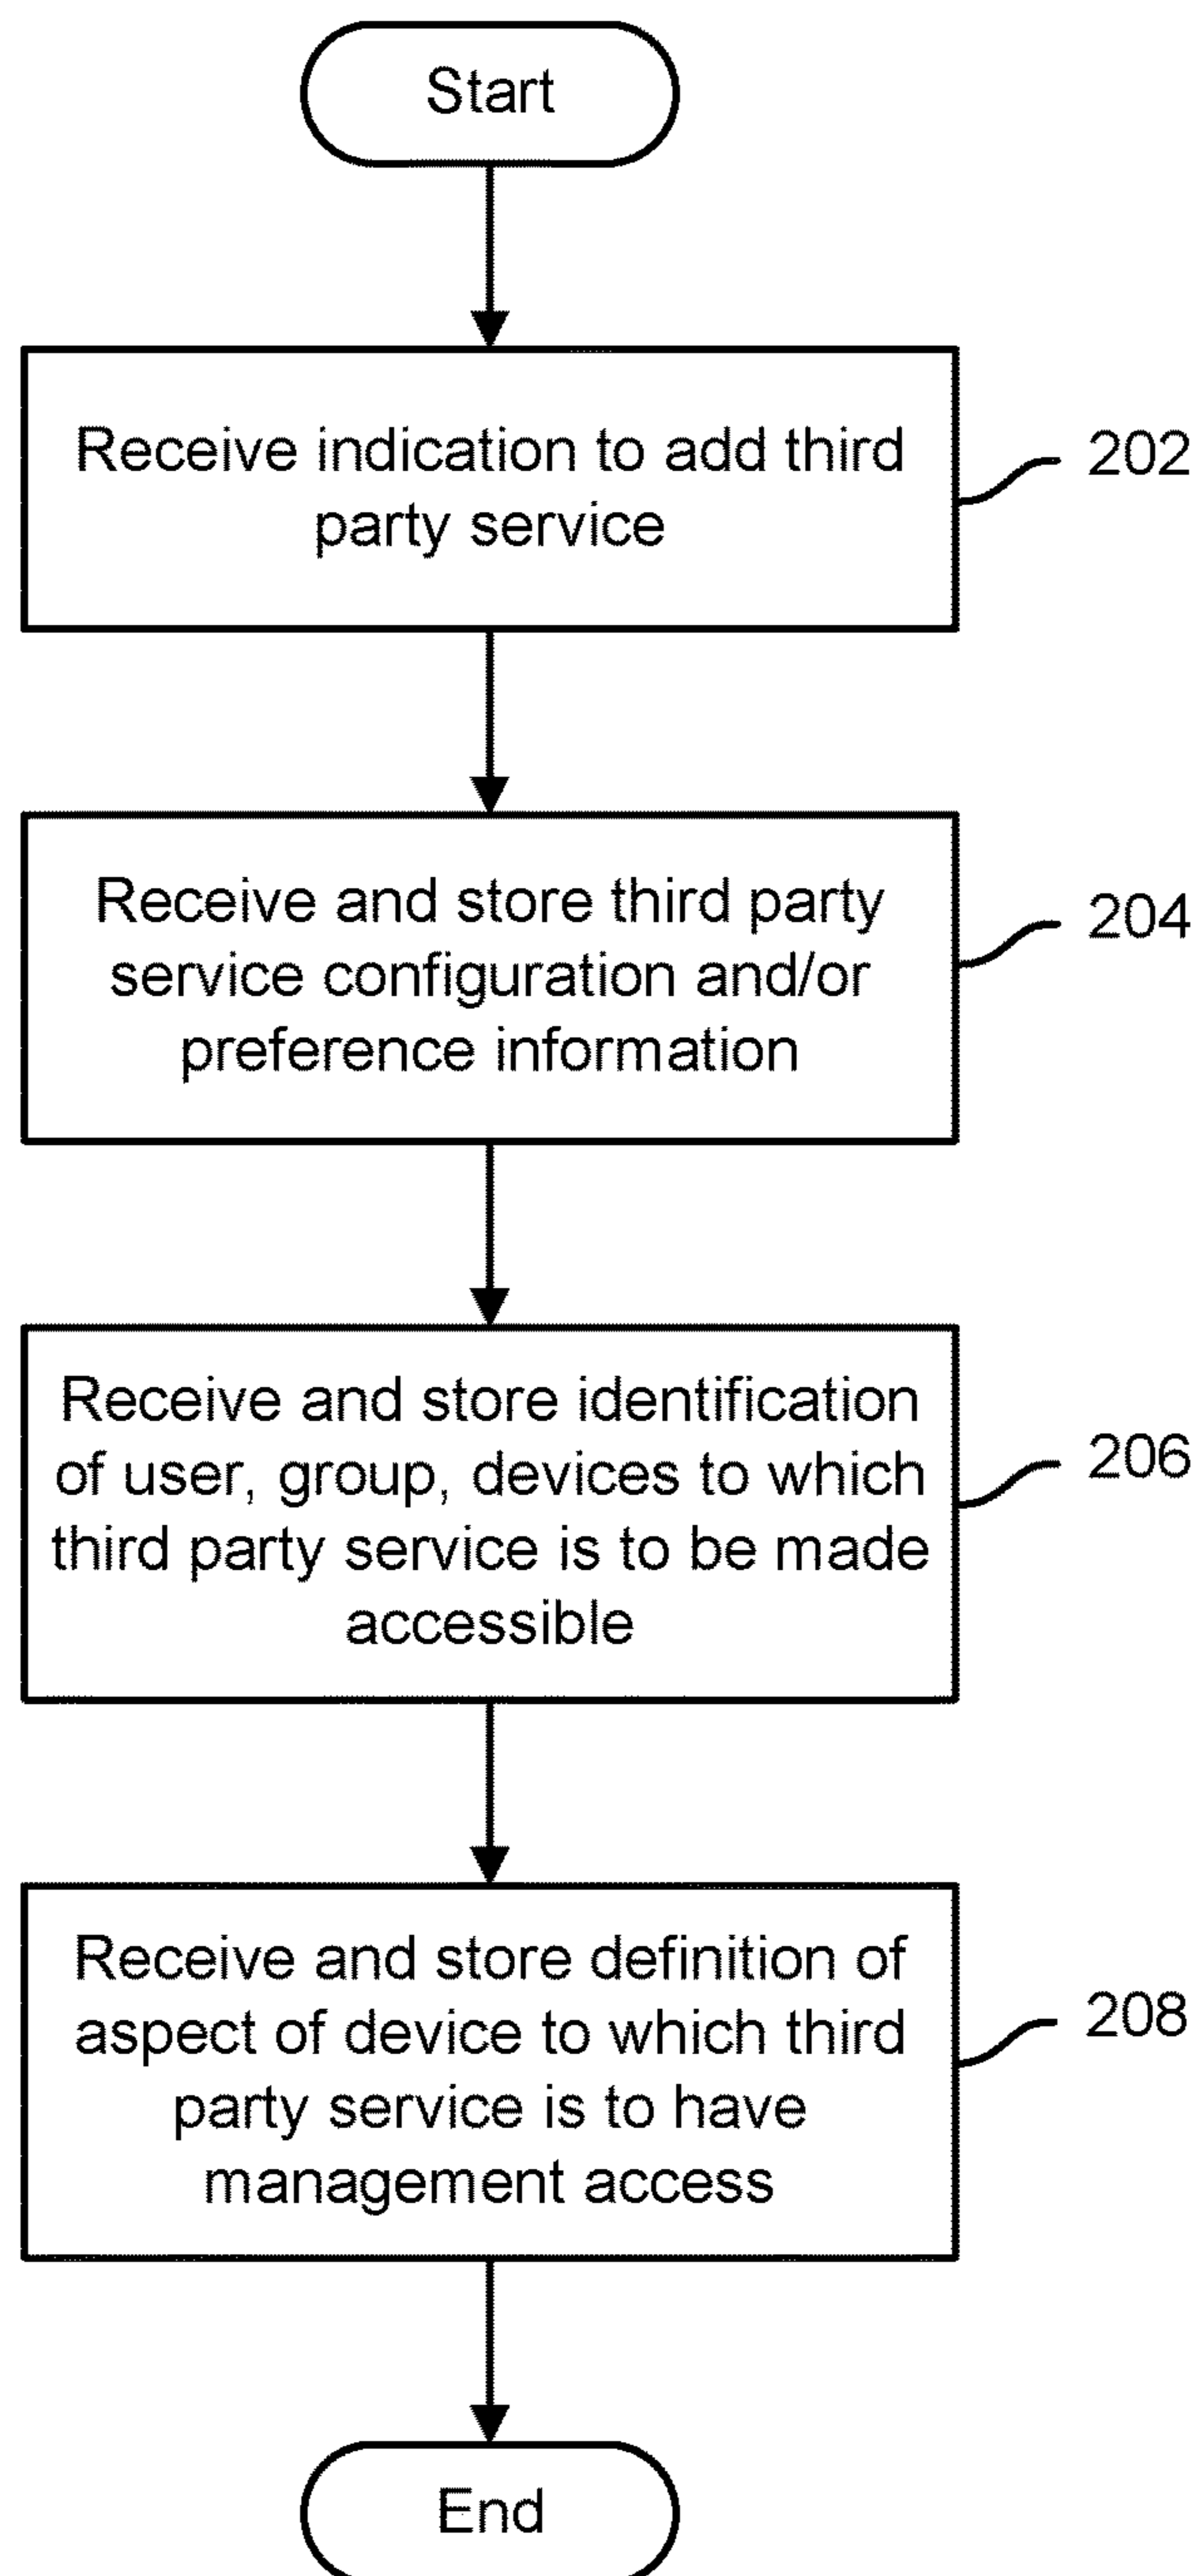 Start
Receive indication to add third
party service
202
Receive and store third party
service configuration and/or
preference information
204
Receive and store identification
of user, group, devices to which
third party service is to be made
accessible
206
Receive and store definition of
aspect of device to which third
party service is to have
management access
208
End